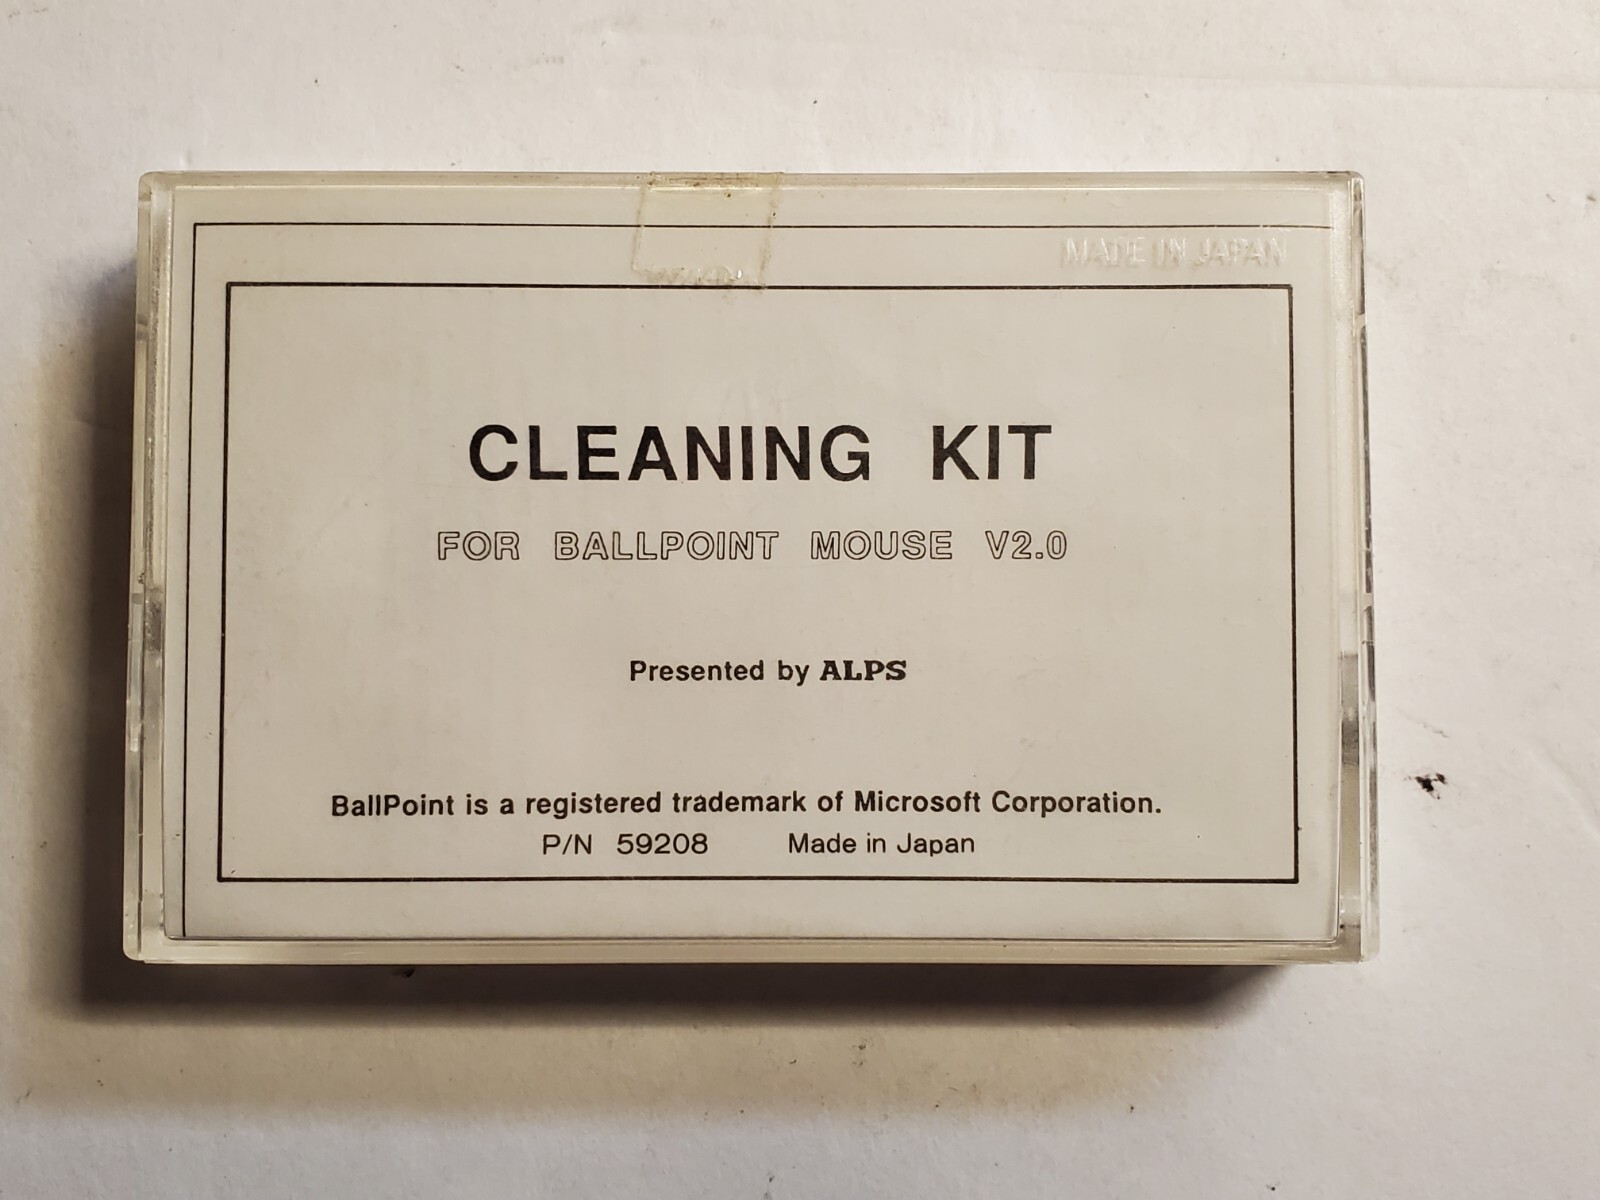 MADE IN JAPAN
CLEANING KIT
FOR BALLPOINT MOUSE V2.0
Presented by ALPS
BallPoint is a registered trademark of Microsoft Corporation.
P/N 59208 Made in Japan